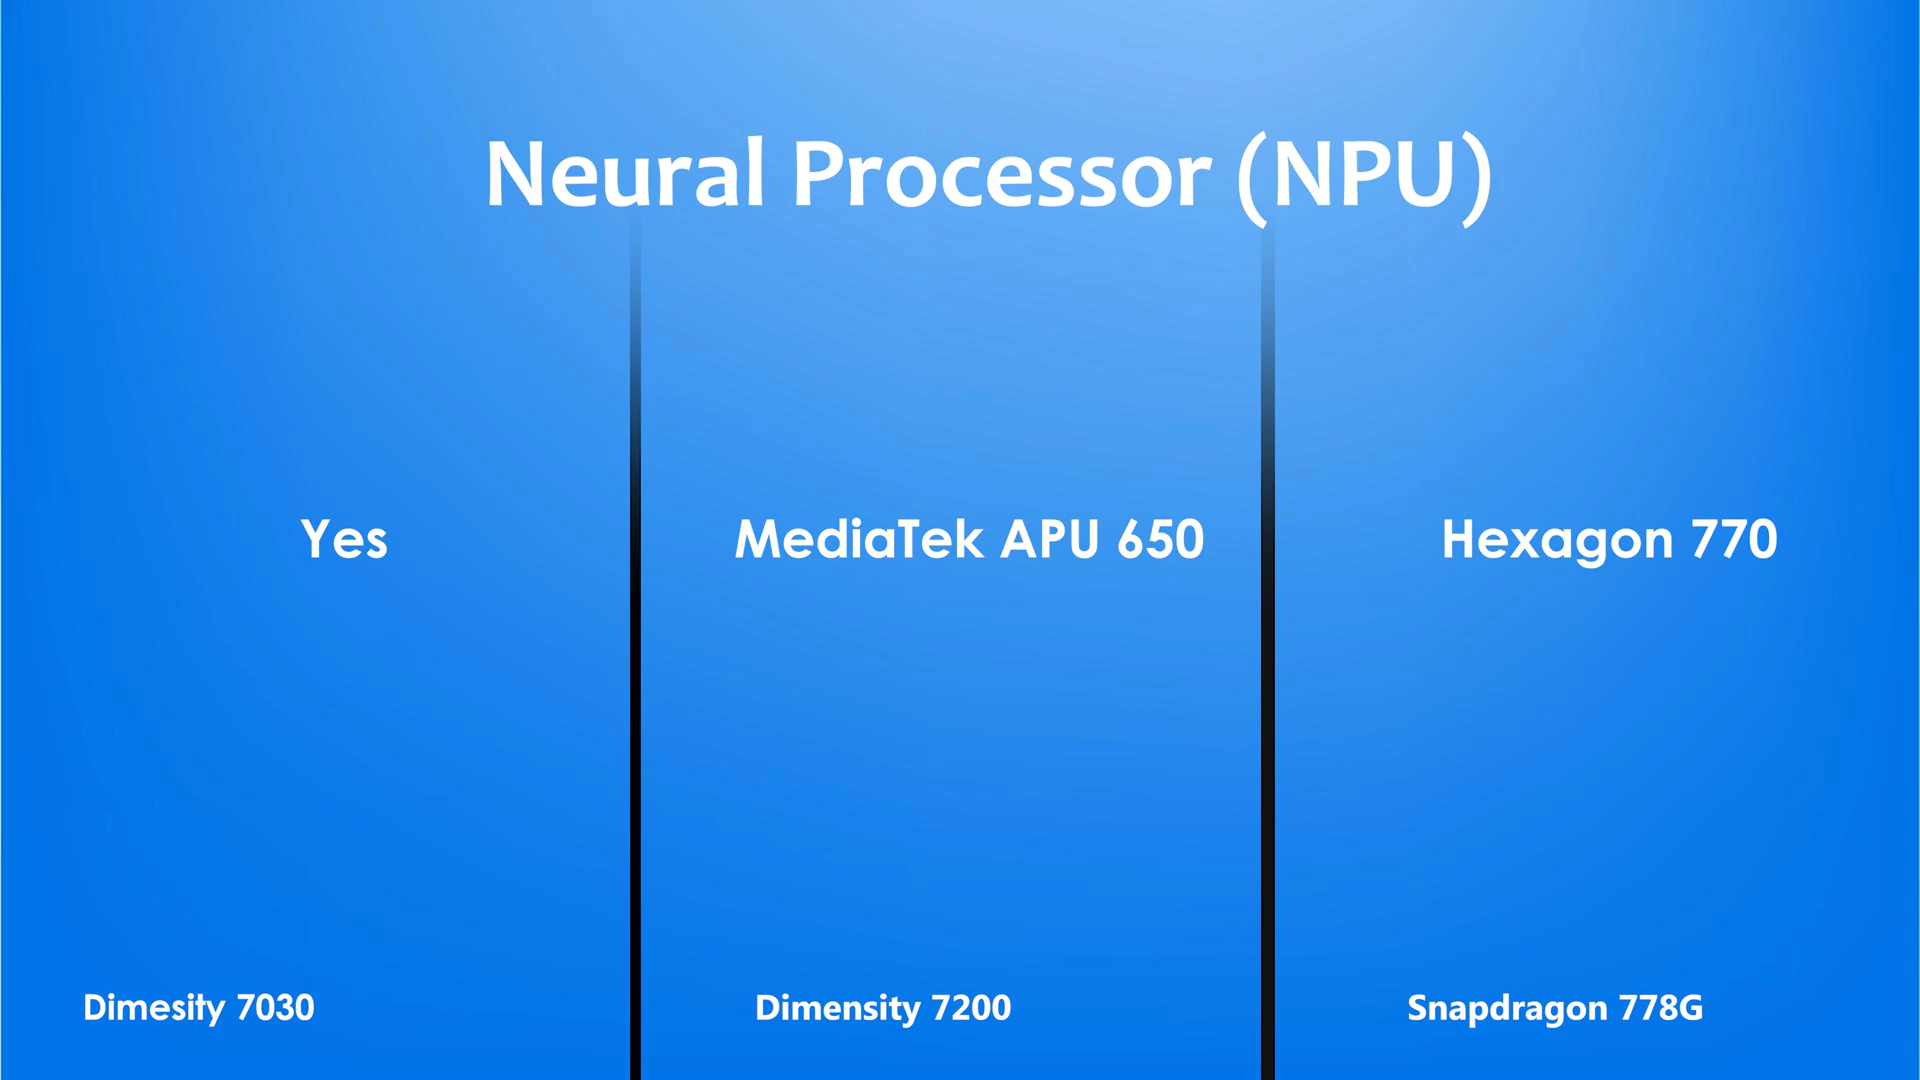 Neural Processor (NPU)
Yes
MediaTek APU 650
Hexagon 770
Dimesity 7030
Dimensity 7200
Snapdragon 778G